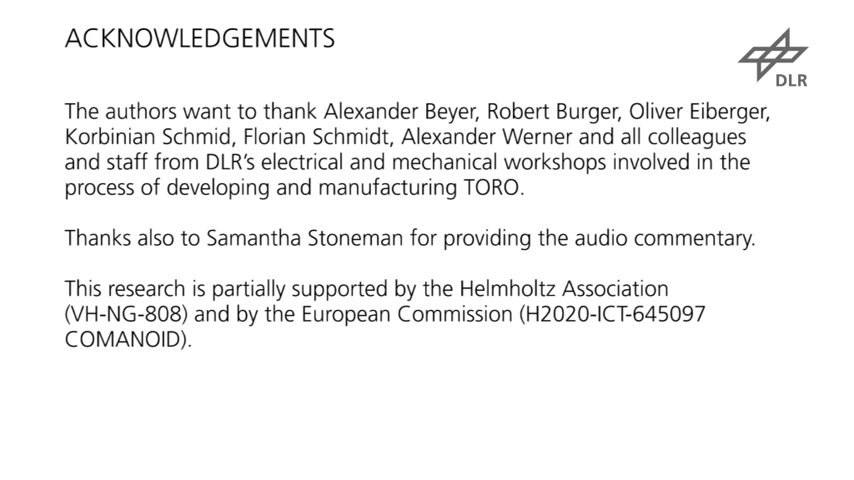 ACKNOWLEDGEMENTS
DLR
The authors want to thank Alexander Beyer, Robert Burger, Oliver Eiberger,
Korbinian Schmid, Florian Schmidt, Alexander Werner and all colleagues
and staff from DLR's electrical and mechanical workshops involved in the
process of developing and manufacturing TORO.
Thanks also to Samantha Stoneman for providing the audio commentary.
This research is partially supported by the Helmholtz Association
(VH-NG-808) and by the European Commission (H2020-ICT-645097
COMANOID).